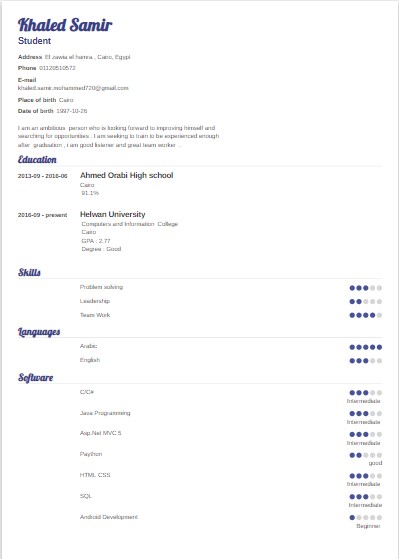 Khaled Samir
Student
Address El zawia el hamra , Cairo, Egypt
Phone 01129510572
E-mail
khaled.samir.mohammed720@gmail.com
Place of birth Cairo
Date of birth 1997-10-26
I am an ambitious person who is looking forward to improving himself and
searching for opportunities . I am seeking to train to be experienced enough
after graduation , i am good listener and great team worker .
Education
2013-09 - 2016-06 Ahmed Orabi High school
Cairo
91.1%
2016-09 - present Helwan University
Computers and Information College
Cairo
GPA : 2.77
Degree : Good
Skills
Problem solving
Leadership
Team Work
Languages
Arabic
English
Software
C/C#
Intermediate
Java Programming
Intermediate
Asp.Net MVC 5
Intermediate
Paython
good
HTML CSS
Intermediate
SQL
Intermediate
Android Development
Beginner